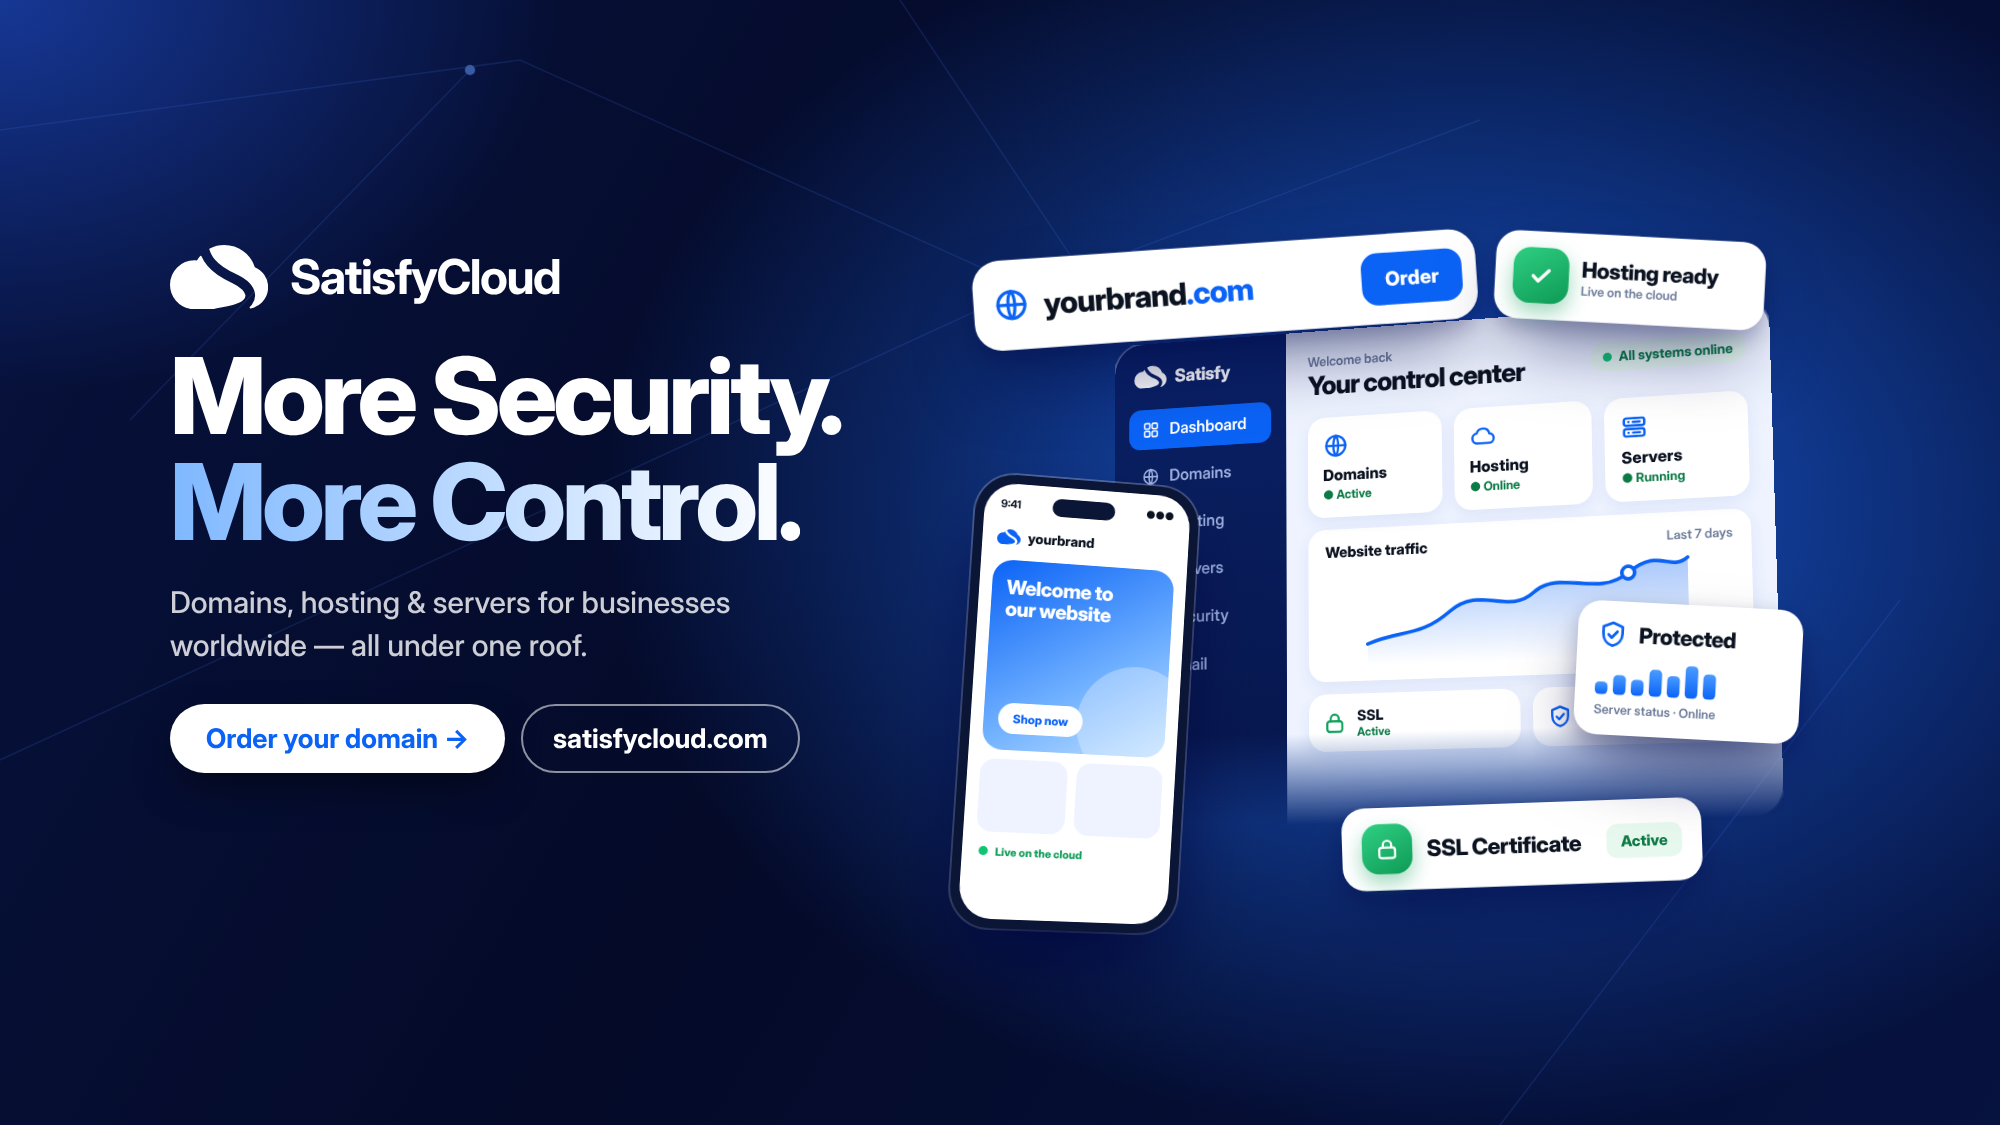 SatisfyCloud
More Security.
More Control.
Domains, hosting & servers for businesses
worldwide — all under one roof.
Order your domain →
satisfycloud.com
yourbrand.com
Order
Hosting ready
Live on the cloud
Satisfy
Dashboard
Domains
ting
vers
urity
ail
Welcome back
Your control center
All systems online
Domains
Active
Hosting
Online
Servers
Running
Website traffic
Last 7 days
SSL
Active
Protected
Server status · Online
SSL Certificate
Active
9:41
yourbrand
Welcome to
our website
Shop now
Live on the cloud